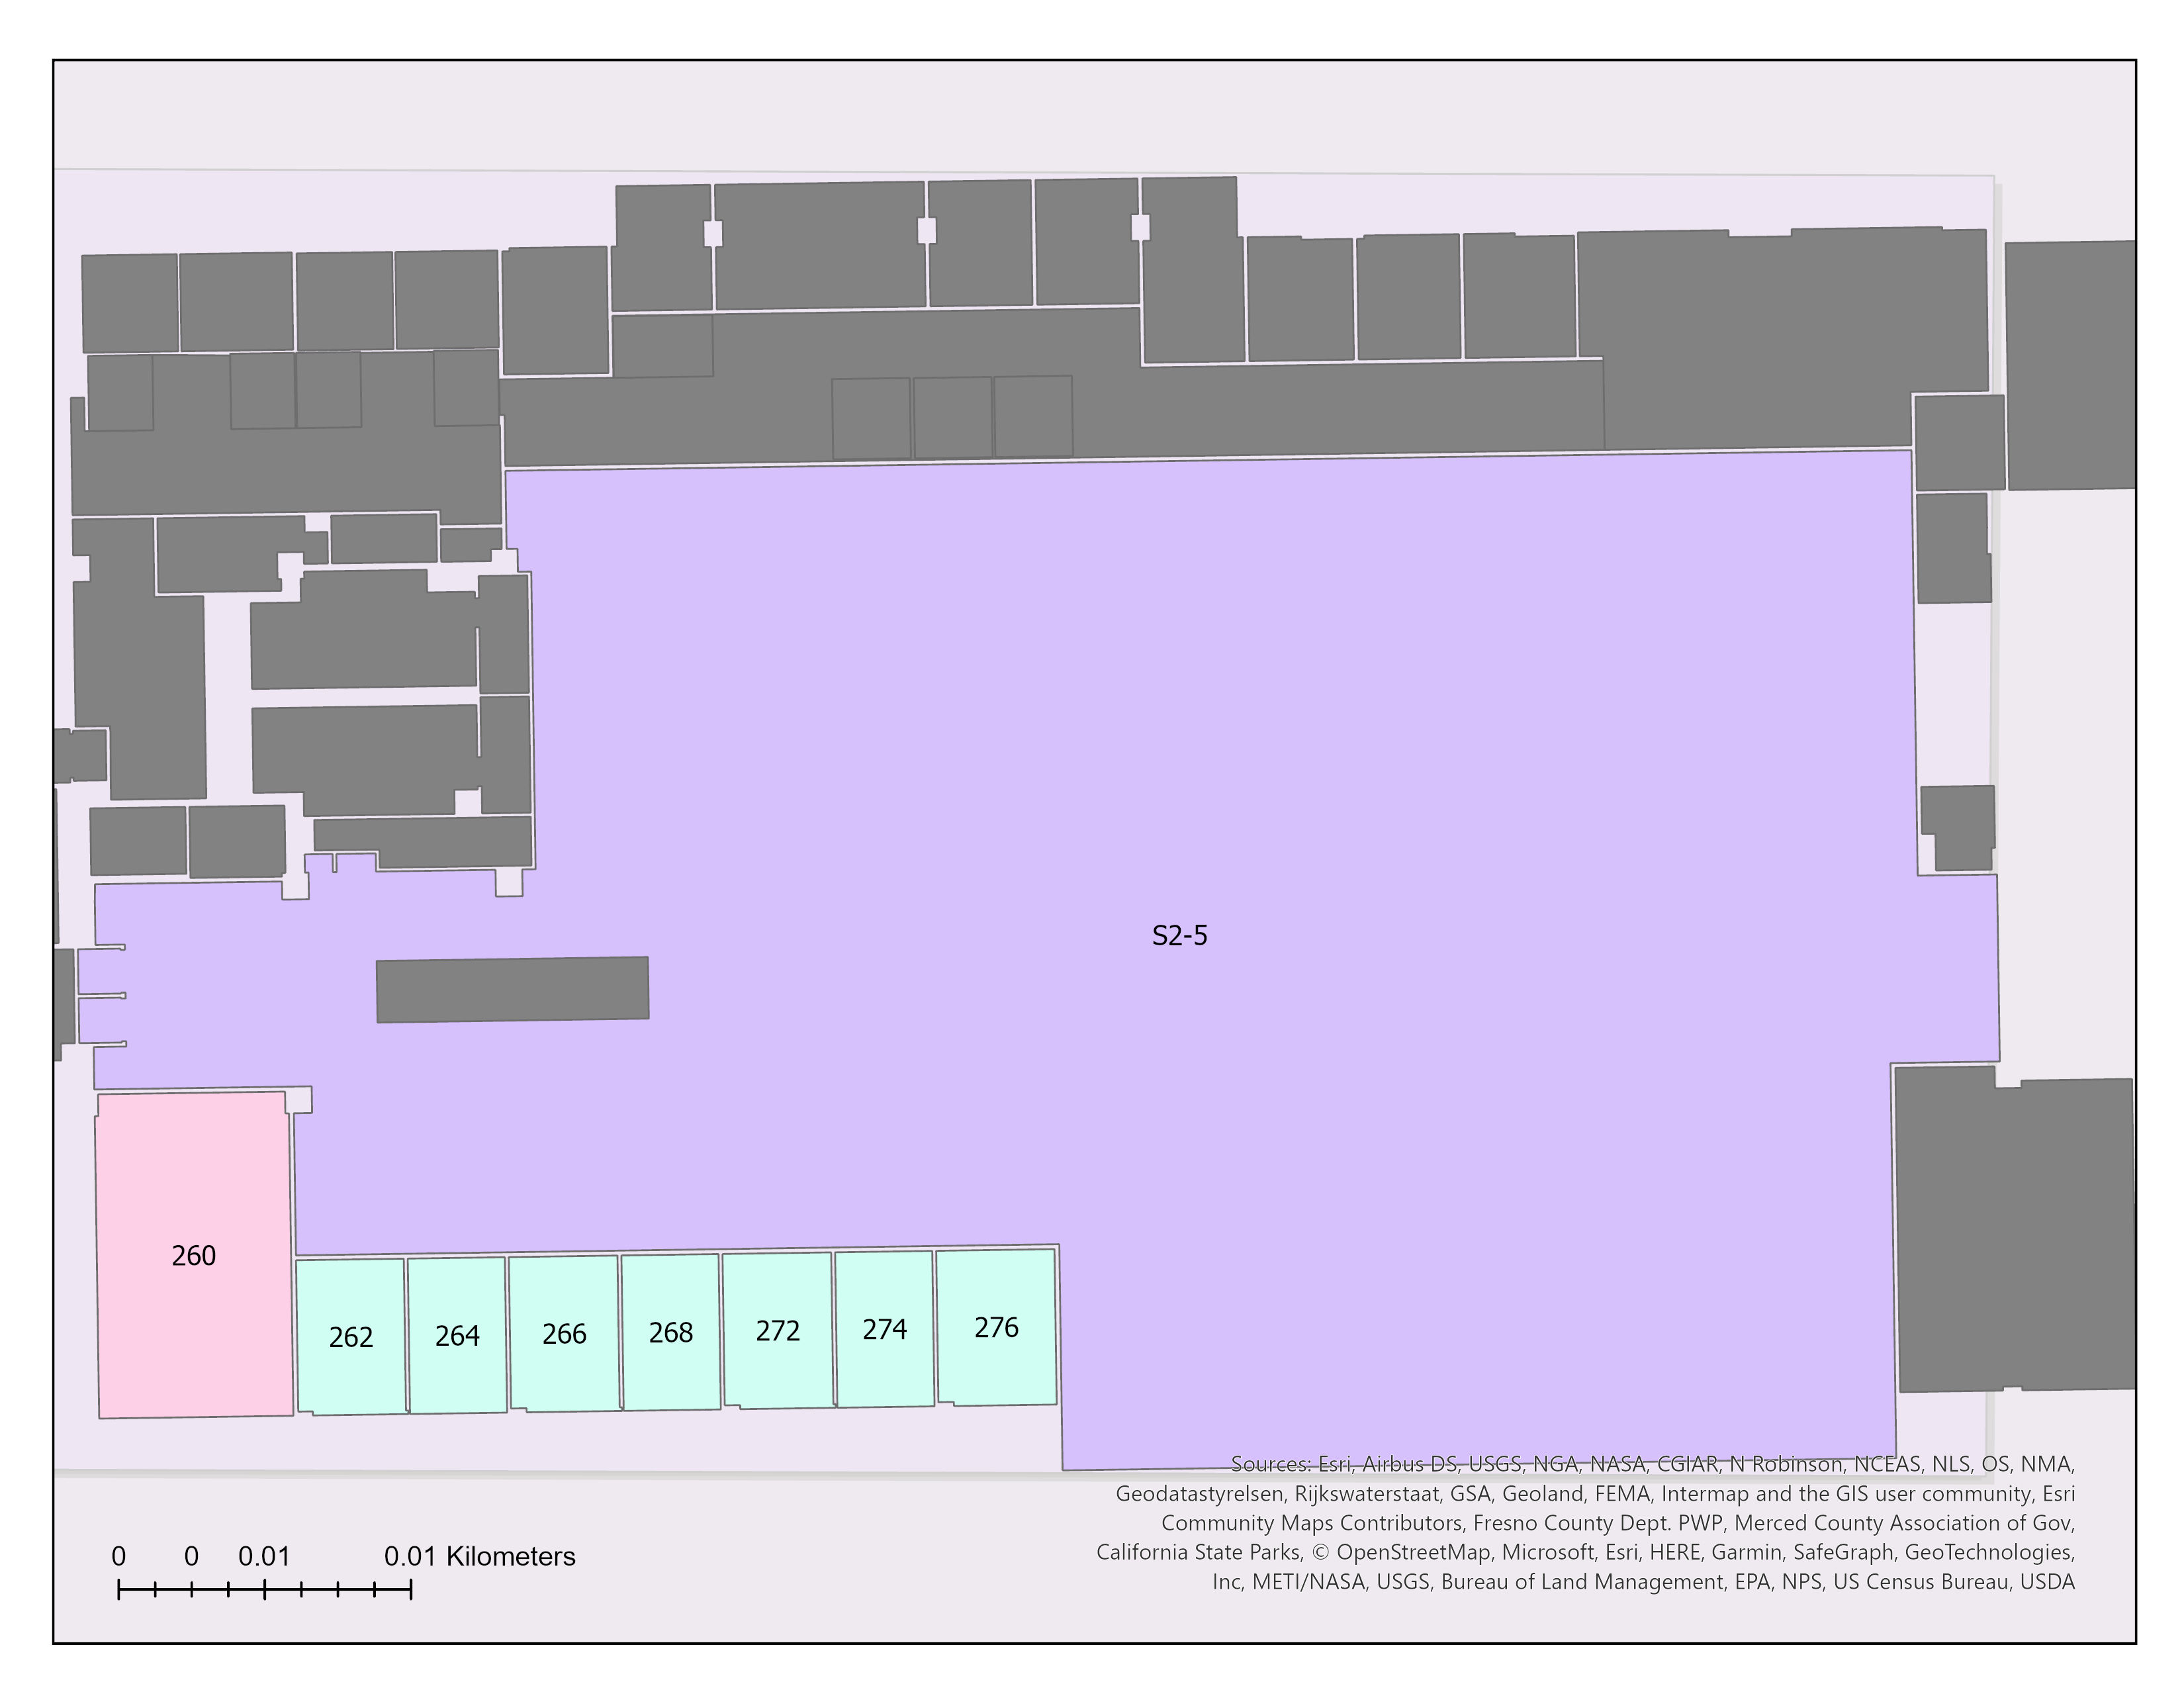 S2-5
260
262 264 266 268 272 274 276
Sources: Esri, Airbus DS, USGS, NGA, NASA, CGIAR, N Robinson, NCEAS, NLS, OS, NMA,
Geodatastyrelsen, Rijkswaterstaat, GSA, Geoland, FEMA, Intermap and the GIS user community, Esri
Community Maps Contributors, Fresno County Dept. PWP, Merced County Association of Gov,
California State Parks, © OpenStreetMap, Microsoft, Esri, HERE, Garmin, SafeGraph, GeoTechnologies,
Inc, METI/NASA, USGS, Bureau of Land Management, EPA, NPS, US Census Bureau, USDA
0 0 0.01 0.01 Kilometers